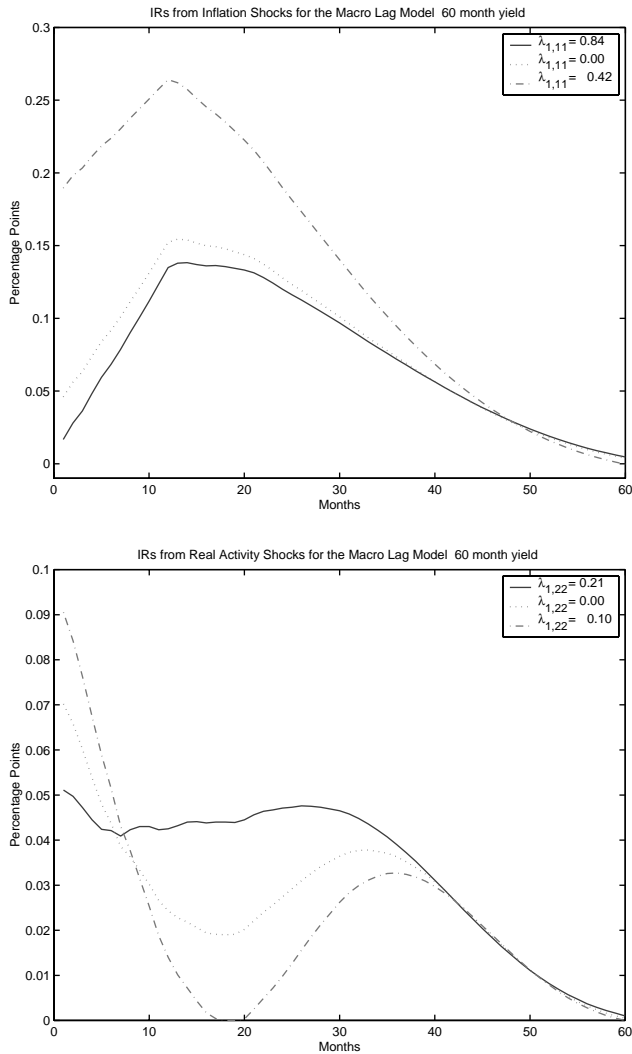 IRs from Inflation Shocks for the Macro Lag Model 60 month yield
0.3
λ1,11= 0.84
λ1,11= 0.00
λ1,11= 0.42
0.25
0.2
0.15
0.1
0.05
0
Percentage Points
0 10 20 30 40 50 60
Months
IRs from Real Activity Shocks for the Macro Lag Model 60 month yield
0.1
λ1,22= 0.21
λ1,22= 0.00
λ1,22= 0.10
0.09
0.08
0.07
0.06
0.05
0.04
0.03
0.02
0.01
0
Percentage Points
0 10 20 30 40 50 60
Months